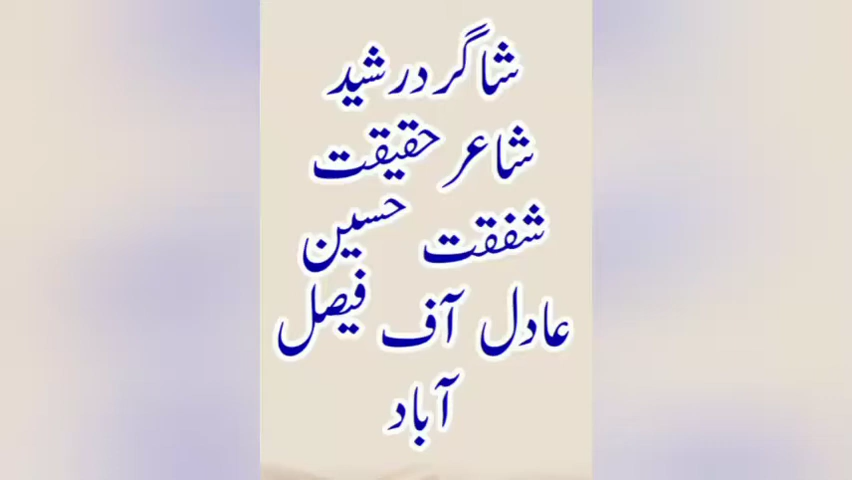 شاگرد رشید
شاعر حقیقت
شفقت حسین
عادل آف فیصل
آباد